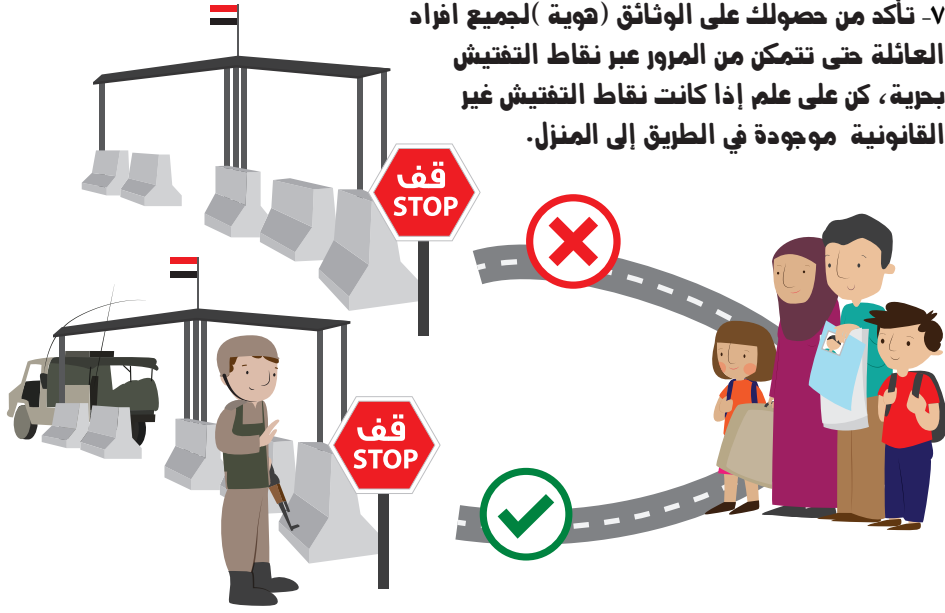 ٧- تأكد من حصولك على الوثائق (هوية )لجميع افراد
العائلة حتى تتمكن من المرور عبر نقاط التفتيش
بحرية، كن على علم إذا كانت نقاط التفتيش غير
القانونية موجودة في الطريق إلى المنزل.
قف
STOP
قف
STOP